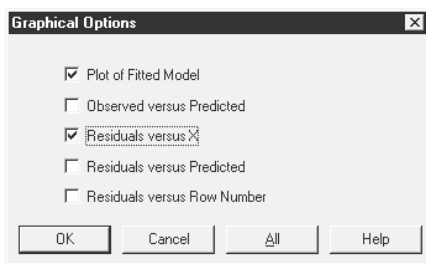 Graphical Options
Plot of Fitted Model
Observed versus Predicted
Residuals versus X
Residuals versus Predicted
Residuals versus Row Number
OK Cancel All Help